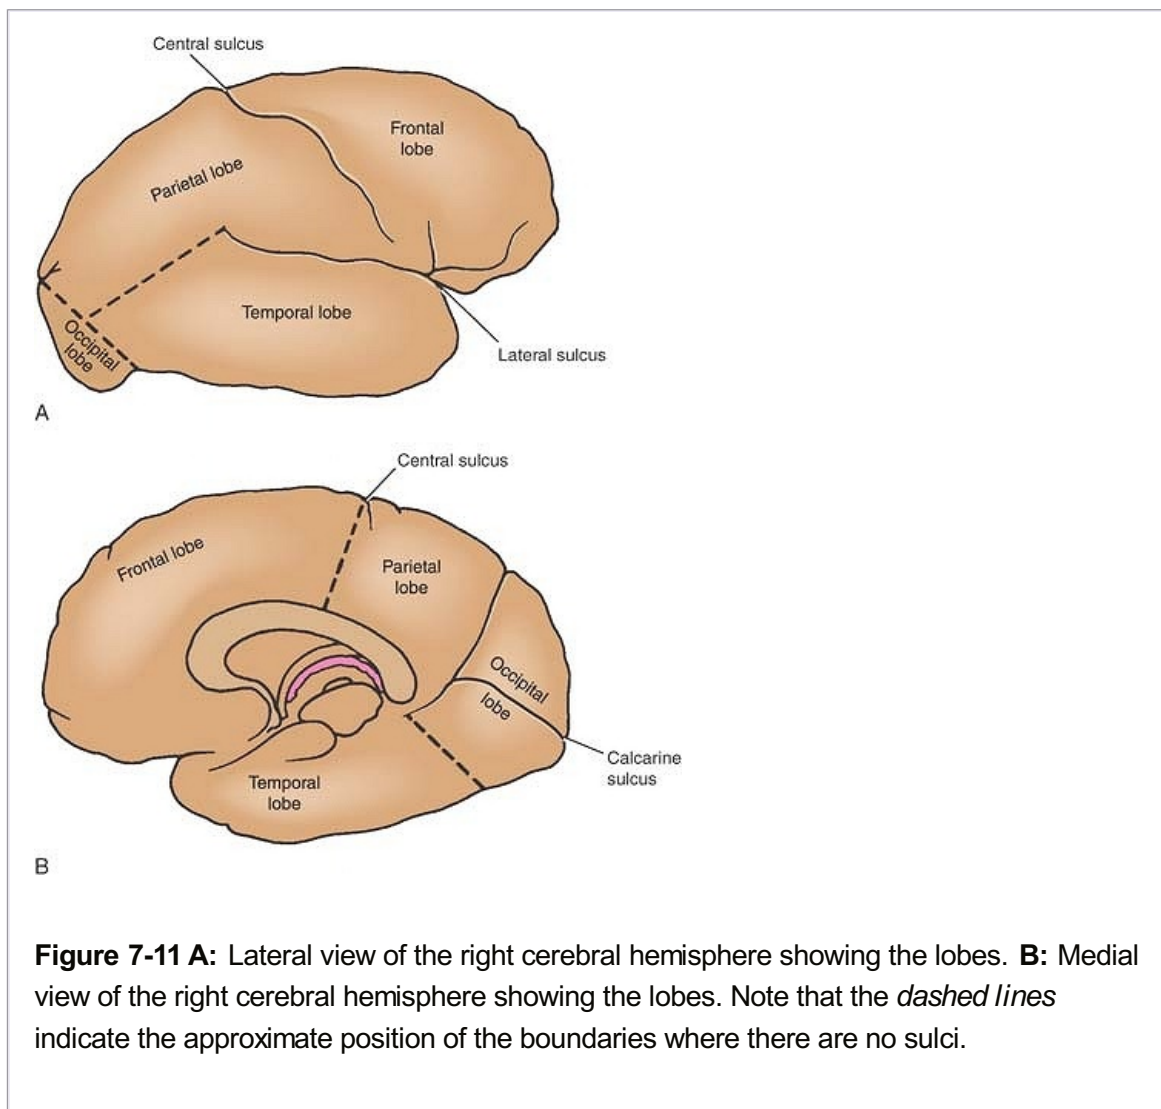 Central sulcus
Frontal
lobe
Parietal lobe
Temporal lobe
Occipital
lobe
Lateral sulcus
A
Central sulcus
Frontal lobe
Parietal
lobe
Occipital
lobe
Calcarine
sulcus
Temporal
lobe
B
Figure 7-11 A: Lateral view of the right cerebral hemisphere showing the lobes. B: Medial
view of the right cerebral hemisphere showing the lobes. Note that the dashed lines
indicate the approximate position of the boundaries where there are no sulci.